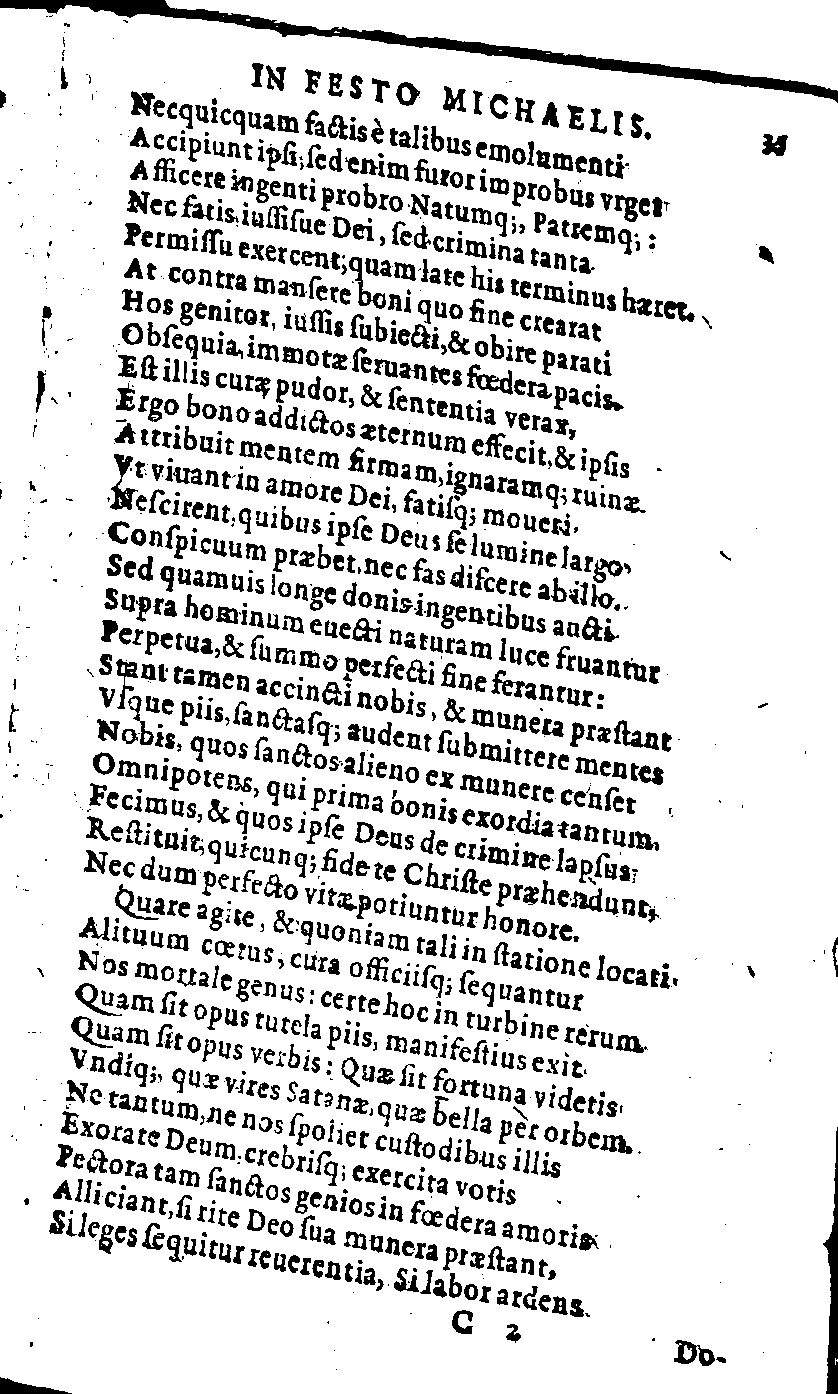 IN FESTO MICHAELIS.
35
Necquicquam factis è talibus emolumenti
Accipiunt ipsi, sed enim furor improbus vrget
Afficere ingenti probro Natumq;, Patremq; :
Nec fatis, iussisue Dei, sed crimina tanta
Permissu exercent; quam late his terminus hæret.
At contra mansere boni quo fine crearat
Hos genitor, iussis subiecti, & obire parati
Obsequia, immotæ seruantes fœdera pacis.
Est illis curæ pudor, & sententia verax,
Ergo bono addictos æternum effecit, & ipsis
Attribuit mentem firmam, ignaramq; ruinæ.
Vt viuant in amore Dei, fatisq; moueri.
Nescirent, quibus ipse Deus se lumine largo
Conspicuum præbet, nec fas discere ab illo.
Sed quamuis longe donis ingentibus aucti
Supra hominum euecti naturam luce fruantur
Perpetua, & summo perfecti fine ferantur:
Stant tamen accincti nobis, & munera præstant
Vsque piis, sanctasq; audent submittere mentes
Nobis, quos sanctos alieno ex munere censet
Omnipotens, qui prima bonis exordia tantum.
Fecimus, & quos ipse Deus de crimine lapsus
Restituit, quicunq; fide te Christe præhendunt,
Nec dum perfecto vitæ potiuntur honore.
Quare agite, & quoniam tali in statione locati
Alituum cœtus, cura officiisq; sequantur
Nos mortale genus: certe hoc in turbine rerum
Quam sit opus tutela piis, manifestius exit
Quam sit opus verbis: Quæ sit fortuna videtis
Vndiq;, quæ vires Satanæ, quæ bella pèr orbem.
Ne tantum, ne nos spoliet custodibus illis
Exorate Deum, crebrisq; exercita votis
Pectora tam sanctos genios in fœdera amoris
Alliciant, si rite Deo sua munera præstant,
Si leges sequitur reuerentia, Si labor ardens
C 2
Do-